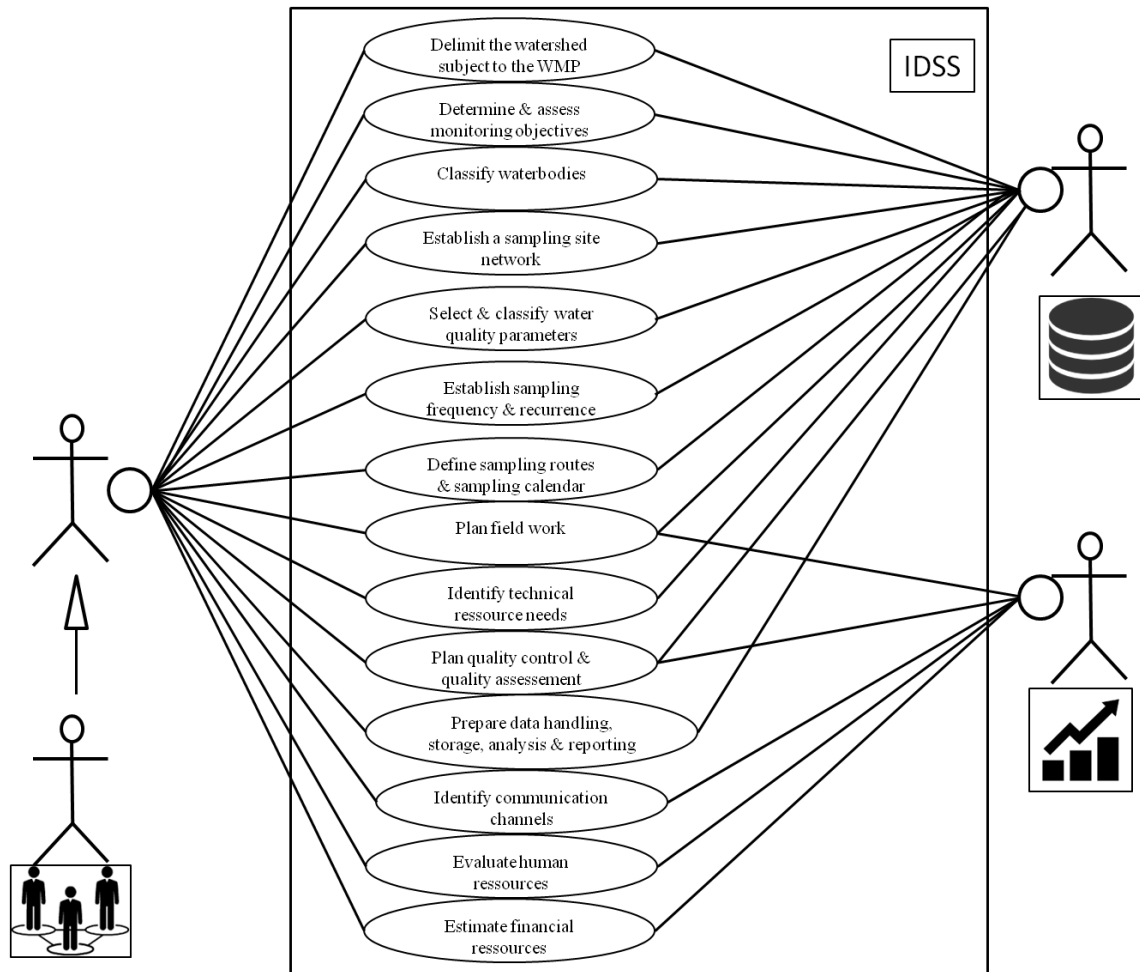 IDSS
Delimit the watershed
subject to the WMP
Determine & assess
monitoring objectives
Classify waterbodies
Establish a sampling site
network
Select & classify water
quality parameters
Establish sampling
frequency & recurrence
Define sampling routes
& sampling calendar
Plan field work
Identify technical
ressource needs
Plan quality control &
quality assessement
Prepare data handling,
storage, analysis & reporting
Identify communication
channels
Evaluate human
ressources
Estimate financial
ressources